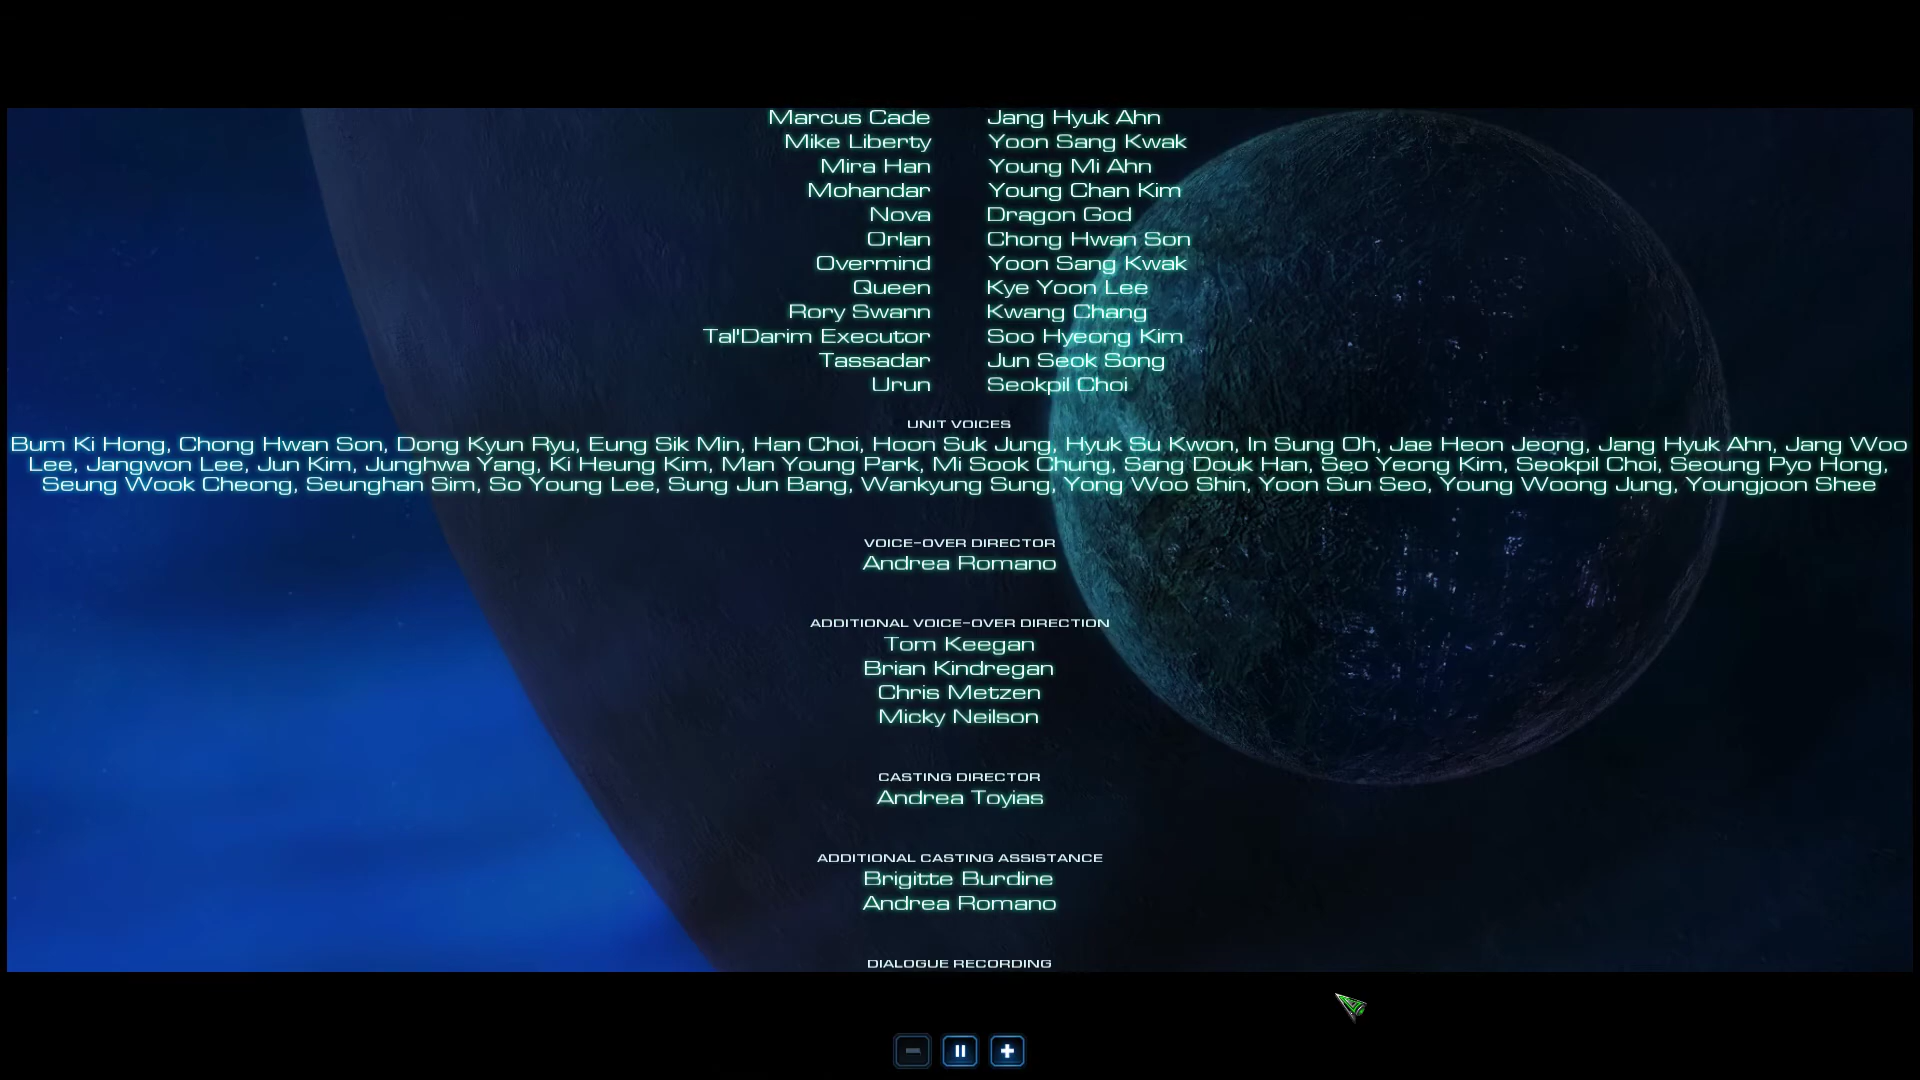 Marcus Cade Jang Hyuk Ahn
Mike Liberty Yoon Sang Kwak
Mira Han Young Mi Ahn
Mohandar Young Chan Kim
Nova Dragon God
Orlan Chong Hwan Son
Overmind Yoon Sang Kwak
Queen Kye Yoon Lee
Rory Swann Kwang Chang
Tal'Darim Executor Soo Hyeong Kim
Tassadar Jun Seok Song
Urun Seokpil Choi
UNIT VOICES
Bum Ki Hong, Chong Hwan Son, Dong Kyun Ryu, Eung Sik Min, Han Choi, Hoon Suk Jung, Hyuk Su Kwon, In Sung Oh, Jae Heon Jeong, Jang Hyuk Ahn, Jang Woo
Lee, Jangwon Lee, Jun Kim, Junghwa Yang, Ki Heung Kim, Man Young Park, Mi Sook Chung, Sang Douk Han, Seo Yeong Kim, Seokpil Choi, Seoung Pyo Hong,
Seung Wook Cheong, Seunghan Sim, So Young Lee, Sung Jun Bang, Wankyung Sung, Yong Woo Shin, Yoon Sun Seo, Young Woong Jung, Youngjoon Shee
VOICE-OVER DIRECTOR
Andrea Romano
ADDITIONAL VOICE-OVER DIRECTION
Tom Keegan
Brian Kindregan
Chris Metzen
Micky Neilson
CASTING DIRECTOR
Andrea Toyias
ADDITIONAL CASTING ASSISTANCE
Brigitte Burdine
Andrea Romano
DIALOGUE RECORDING